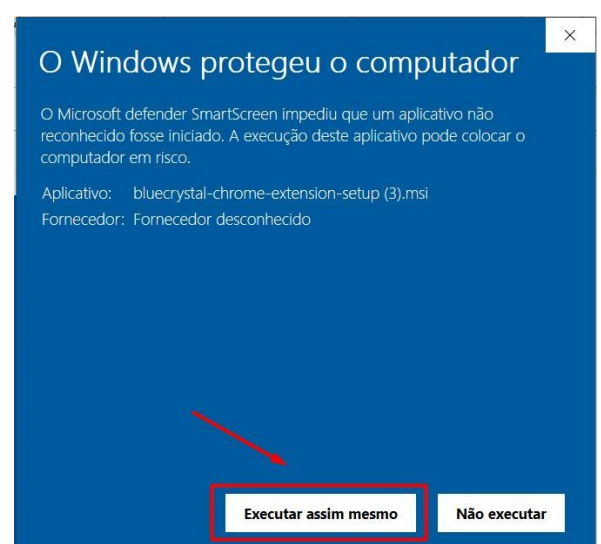 O Windows protegeu o computador
O Microsoft defender SmartScreen impediu que um aplicativo não
reconhecido fosse iniciado. A execução deste aplicativo pode colocar o
computador em risco.
Aplicativo: bluecrystal-chrome-extension-setup (3).msi
Fornecedor: Fornecedor desconhecido
Executar assim mesmo Não executar